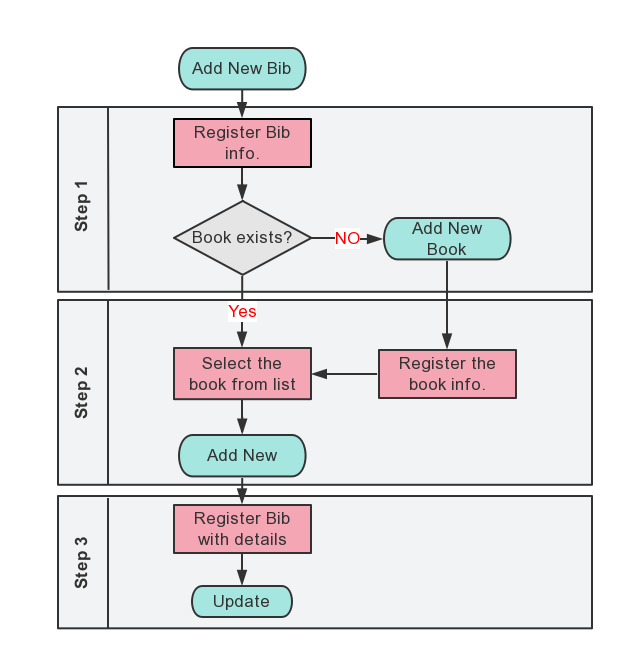 Add New Bib
Step 1
Register Bib
info.
Book exists?
NO
Add New
Book
Yes
Step 2
Select the
book from list
Register the
book info.
Add New
Step 3
Register Bib
with details
Update